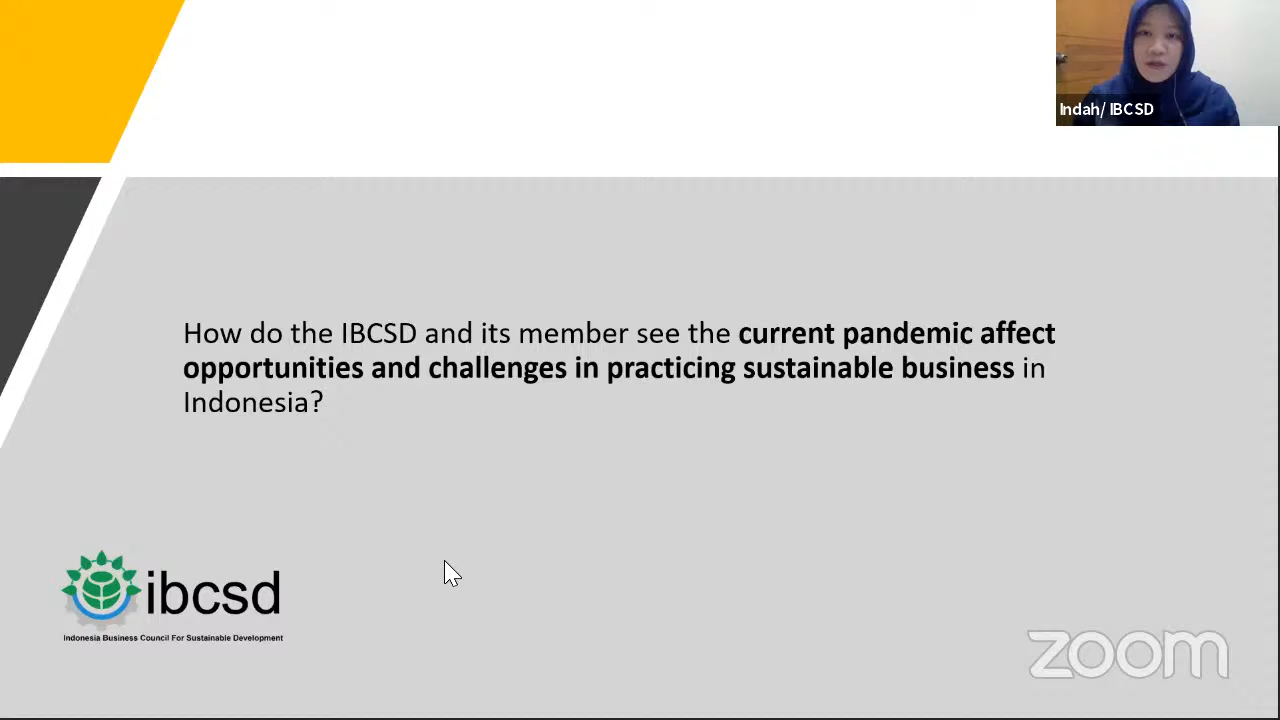 Indah/ IBCSD
How do the IBCSD and its member see the current pandemic affect
opportunities and challenges in practicing sustainable business in
Indonesia?
ibcsd
Indonesia Business Council For Sustainable Development
zoom